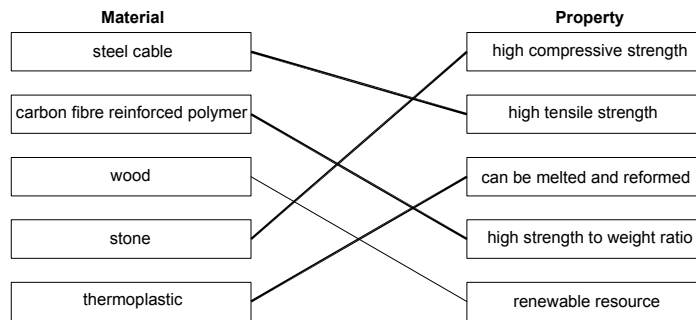 Material
Property
steel cable
high compressive strength
carbon fibre reinforced polymer
high tensile strength
wood
can be melted and reformed
stone
high strength to weight ratio
thermoplastic
renewable resource